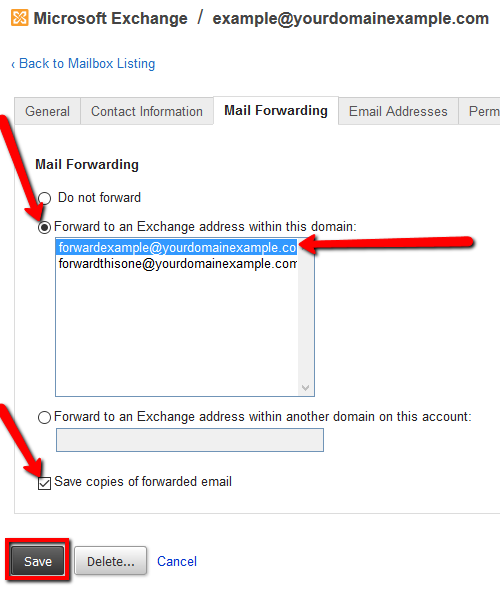 Microsoft Exchange / example@yourdomainexample.com
‹ Back to Mailbox Listing
General Contact Information Mail Forwarding Email Addresses Perm
Mail Forwarding
Do not forward
Forward to an Exchange address within this domain:
forwardexample@yourdomainexample.co
forwardthisone@yourdomainexample.com
Forward to an Exchange address within another domain on this account:
Save copies of forwarded email
Save Delete... Cancel